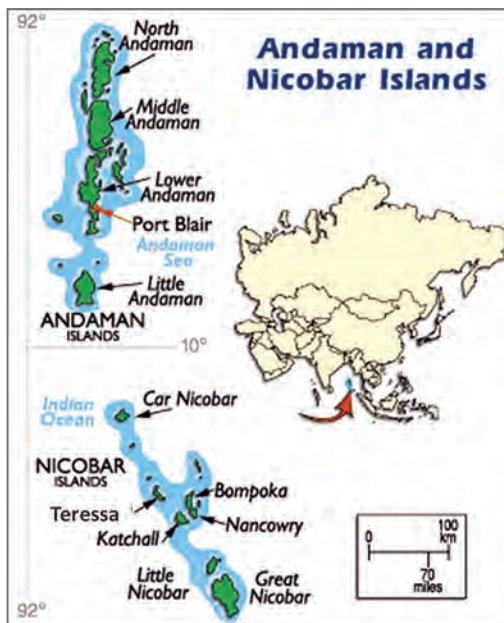 92°
Andaman and
Nicobar Islands
North
Andaman
Middle
Andaman
Lower
Andaman
Port Blair
Andaman
Sea
Little
Andaman
ANDAMAN
ISLANDS
10°
Indian
Ocean
Car Nicobar
NICOBAR
ISLANDS
Teressa
Bompoka
Nancowry
Katchall
Little
Nicobar
Great
Nicobar
0
100
km
70
miles
92°